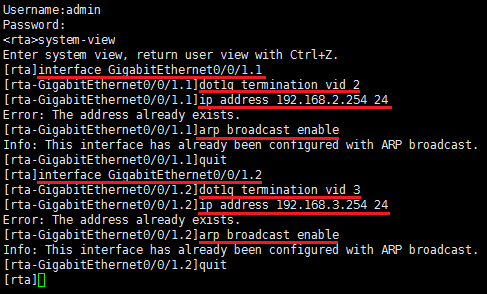 Username:admin
Password:
<rta>system-view
Enter system view, return user view with Ctrl+Z.
[rta]interface GigabitEthernet0/0/1.1
[rta-GigabitEthernet0/0/1.1]dot1q termination vid 2
[rta-GigabitEthernet0/0/1.1]ip address 192.168.2.254 24
Error: The address already exists.
[rta-GigabitEthernet0/0/1.1]arp broadcast enable
Info: This interface has already been configured with ARP broadcast.
[rta-GigabitEthernet0/0/1.1]quit
[rta]interface GigabitEthernet0/0/1.2
[rta-GigabitEthernet0/0/1.2]dot1q termination vid 3
[rta-GigabitEthernet0/0/1.2]ip address 192.168.3.254 24
Error: The address already exists.
[rta-GigabitEthernet0/0/1.2]arp broadcast enable
Info: This interface has already been configured with ARP broadcast.
[rta-GigabitEthernet0/0/1.2]quit
[rta]